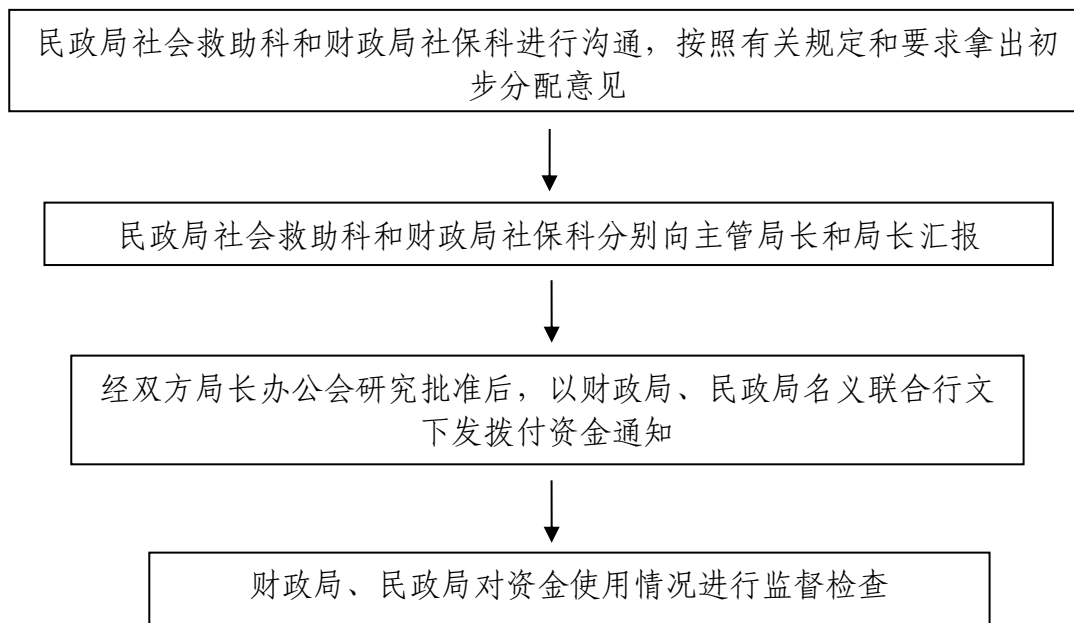 民政局社会救助科和财政局社保科进行沟通，按照有关规定和要求拿出初
步分配意见
民政局社会救助科和财政局社保科分别向主管局长和局长汇报
经双方局长办公会研究批准后，以财政局、民政局名义联合行文
下发拨付资金通知
财政局、民政局对资金使用情况进行监督检查